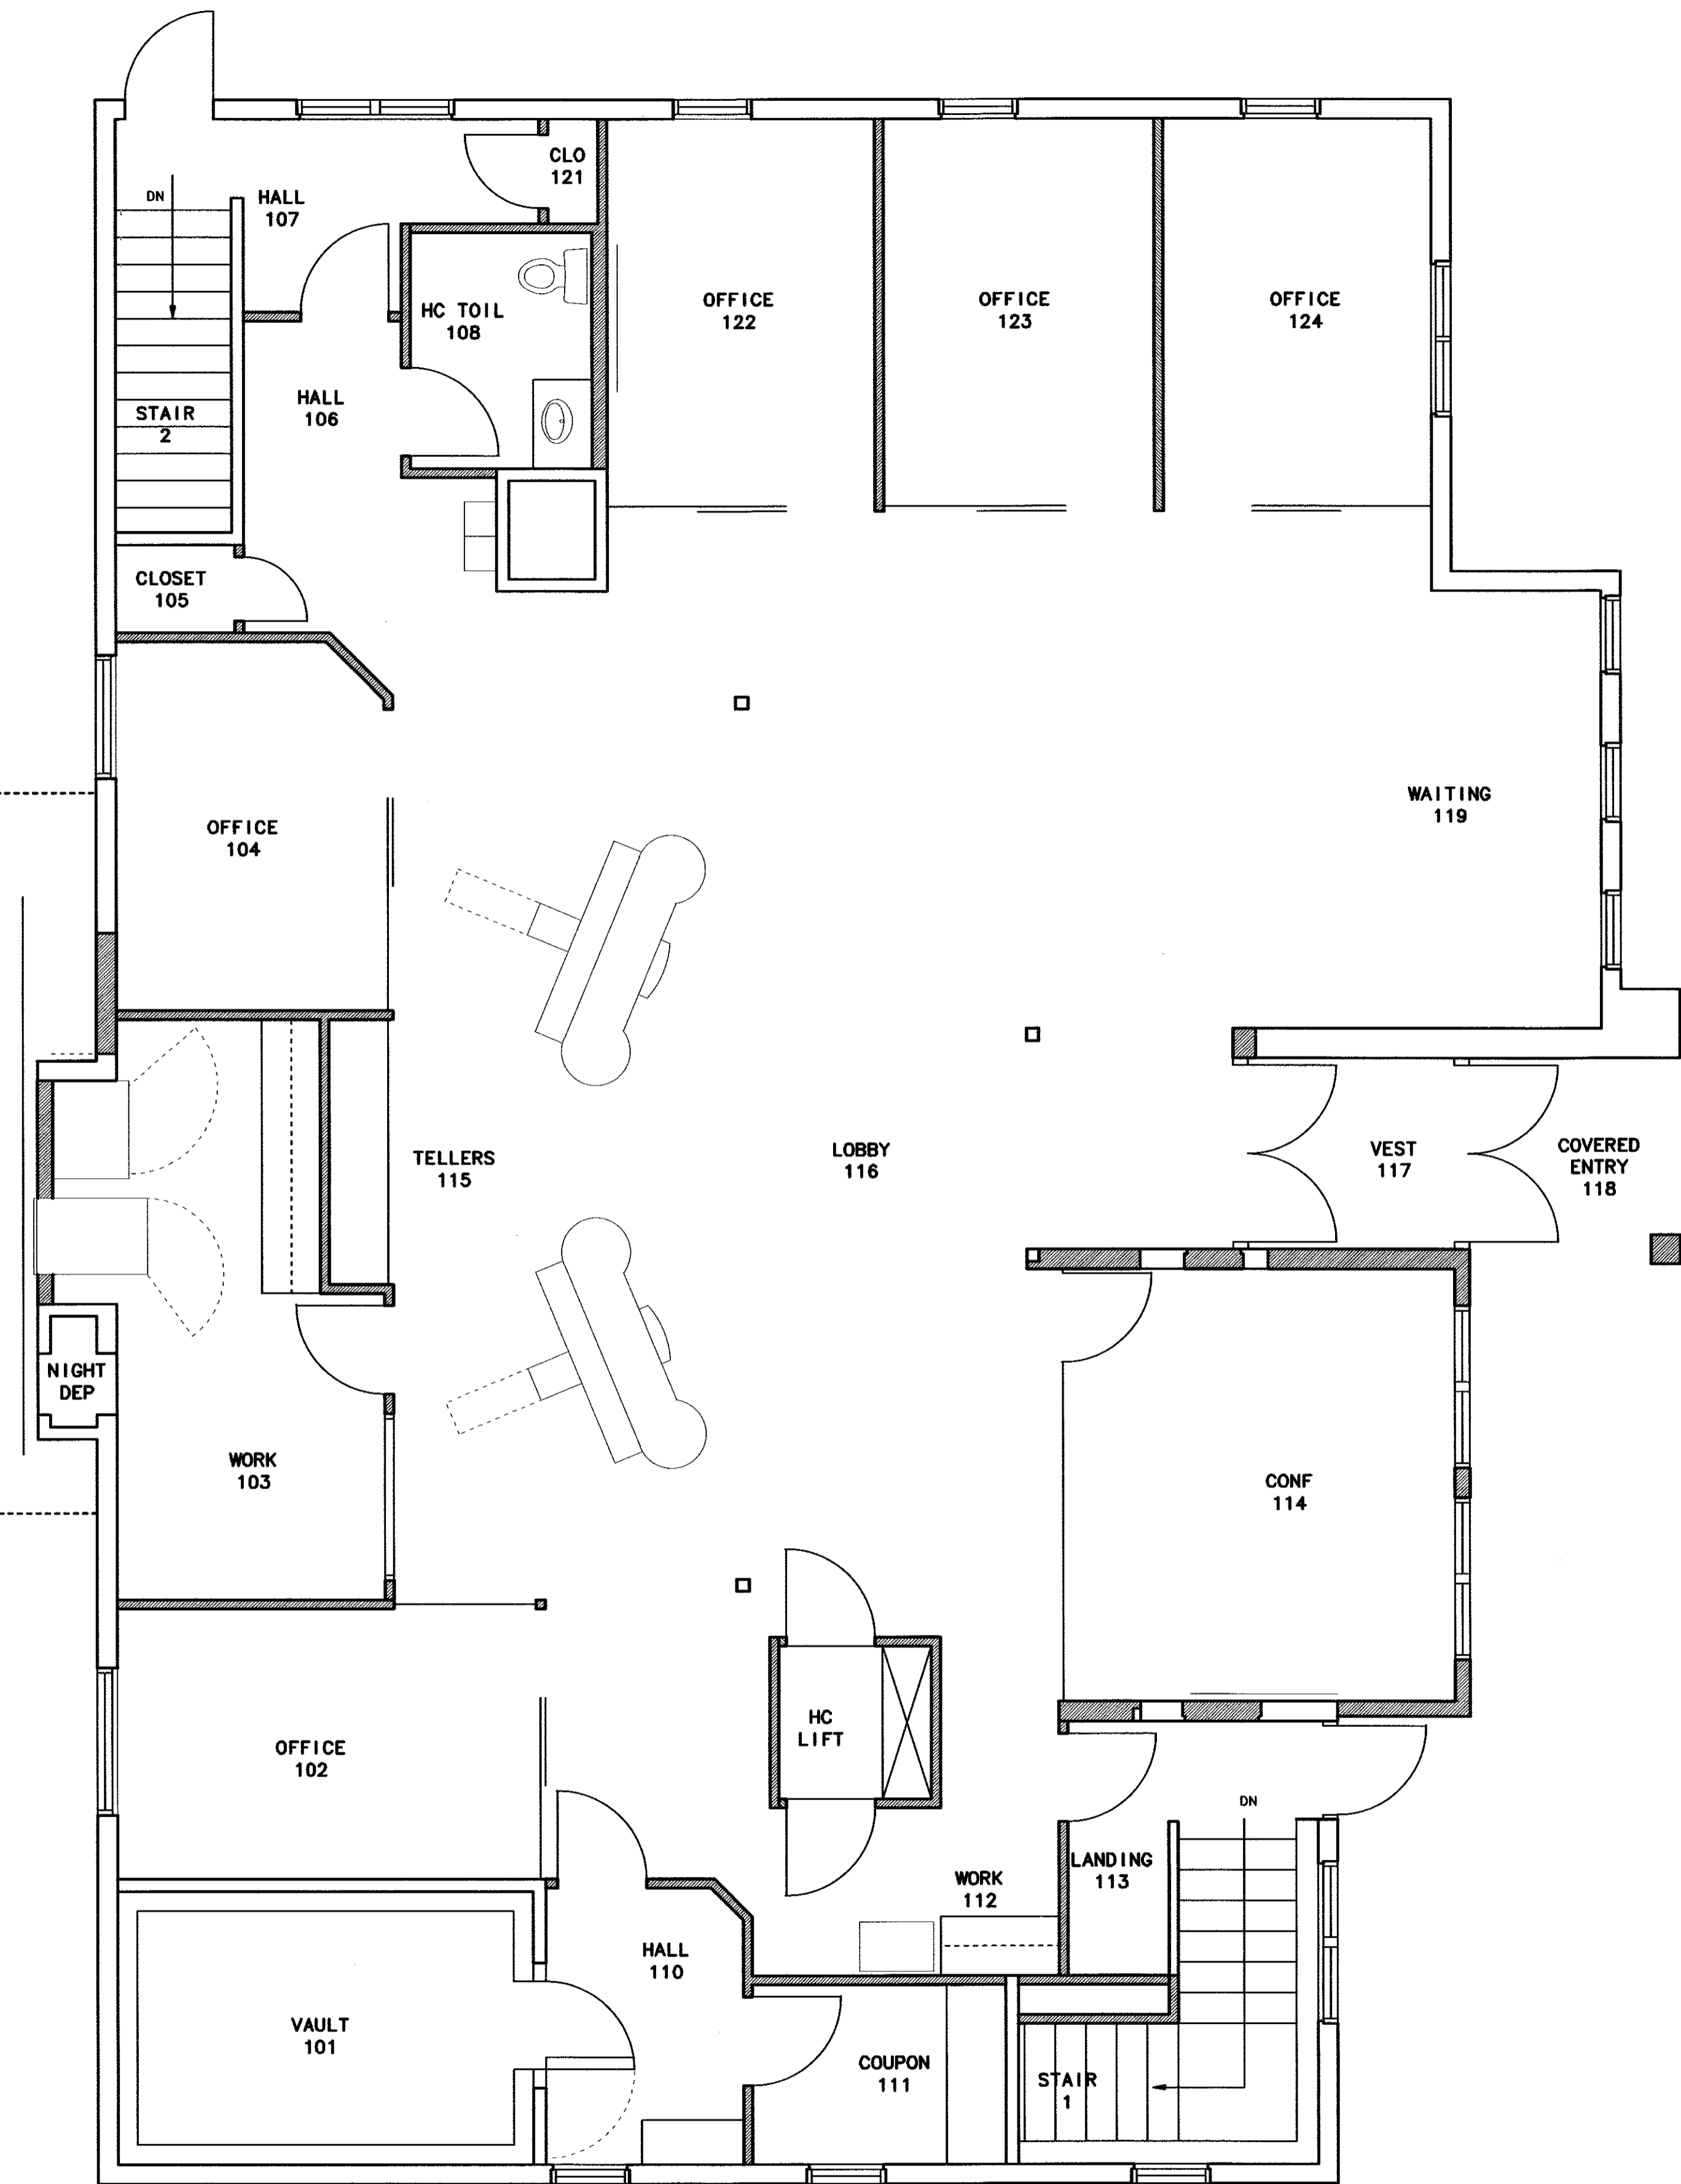 CLO
121
DN
HALL
107
OFFICE
122
OFFICE
123
OFFICE
124
HC TOIL
108
HALL
106
STAIR
2
CLOSET
105
WAITING
119
OFFICE
104
TELLERS
115
LOBBY
116
VEST
117
COVERED
ENTRY
118
NIGHT
DEP
WORK
103
CONF
114
HC
LIFT
OFFICE
102
DN
LANDING
113
WORK
112
HALL
110
VAULT
101
COUPON
111
STAIR
1